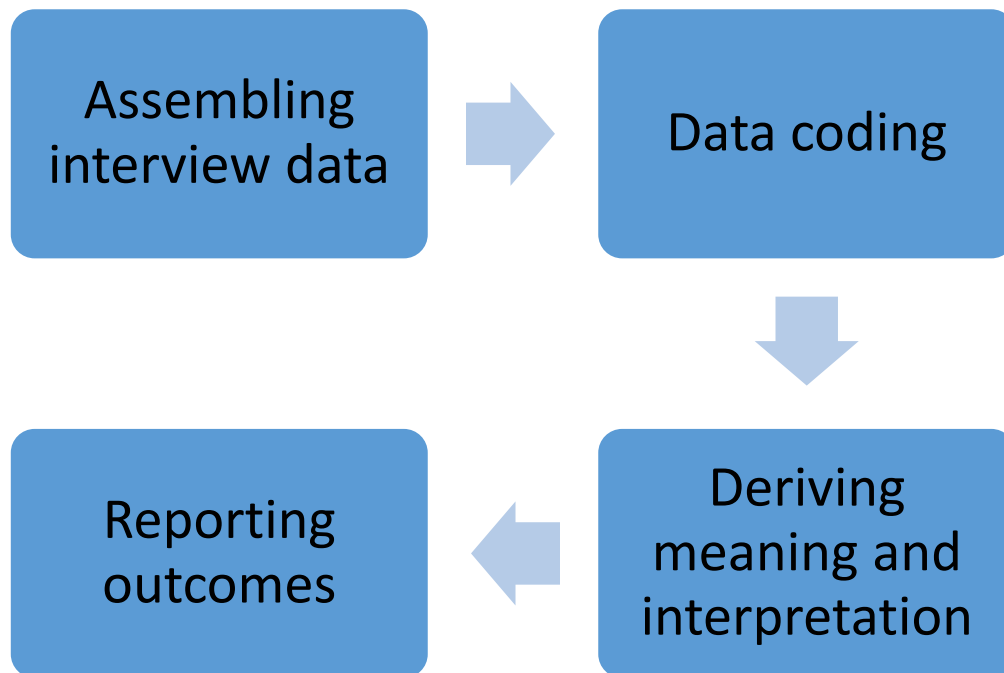 Assembling
interview data
Data coding
Deriving
meaning and
interpretation
Reporting
outcomes